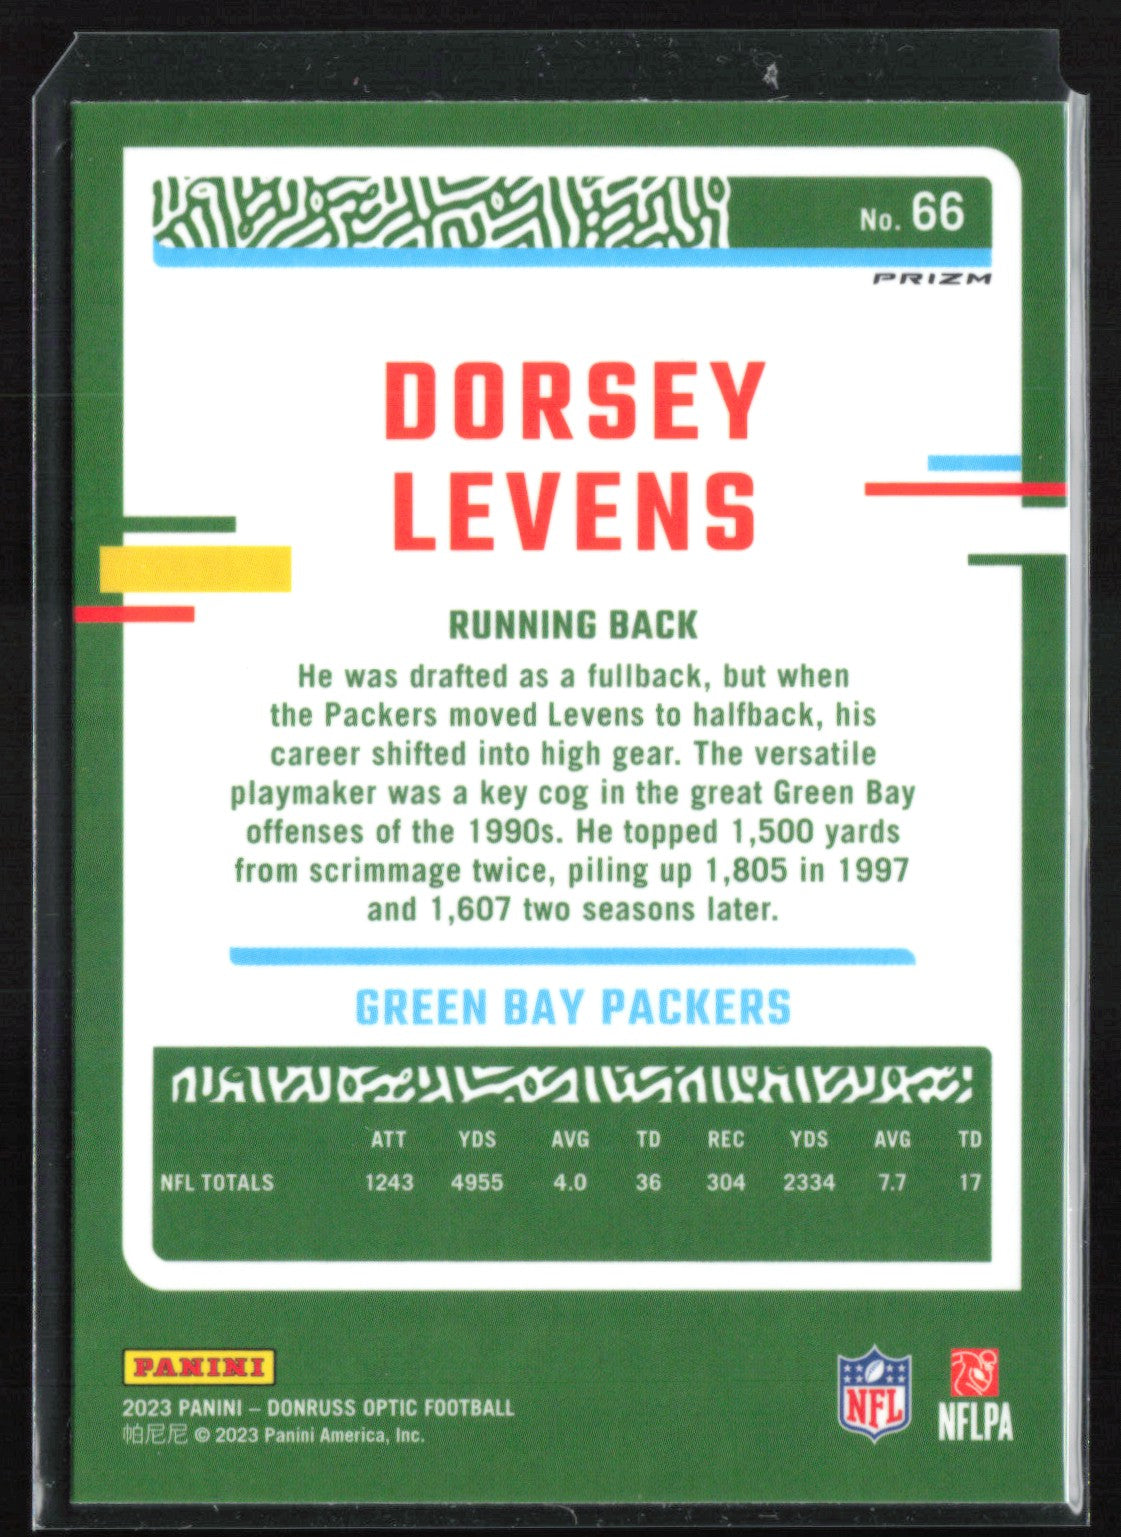 No. 66
PRIZM
DORSEY
LEVENS
RUNNING BACK
He was drafted as a fullback, but when
the Packers moved Levens to halfback, his
career shifted into high gear. The versatile
playmaker was a key cog in the great Green Bay
offenses of the 1990s. He topped 1,500 yards
from scrimmage twice, piling up 1,805 in 1997
and 1,607 two seasons later.
GREEN BAY PACKERS
ATT YDS AVG TD REC YDS AVG TD
NFL TOTALS 1243 4955 4.0 36 304 2334 7.7 17
PANINI
2023 PANINI – DONRUSS OPTIC FOOTBALL
帕尼尼 © 2023 Panini America, Inc.
NFL
NFLPA